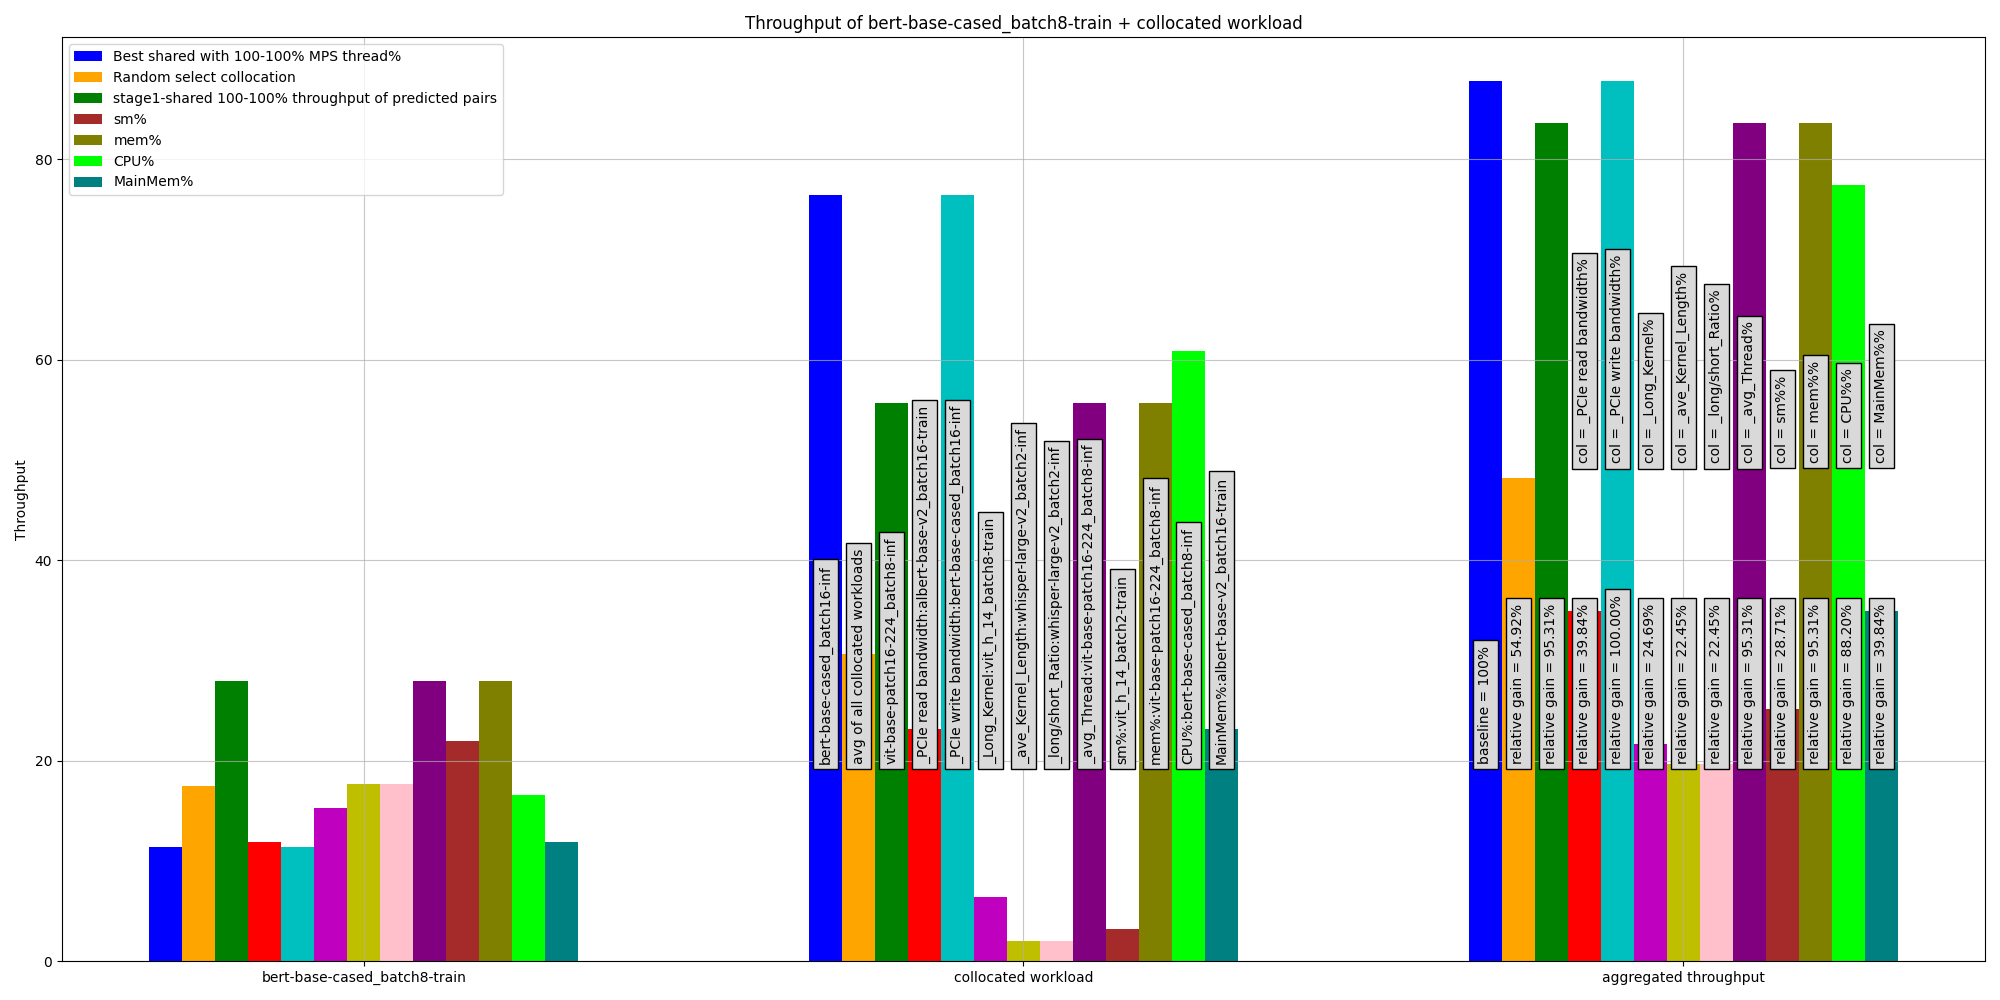 Throughput of bert-base-cased_batch8-train + collocated workload
Best shared with 100-100% MPS thread%
Random select collocation
stage1-shared 100-100% throughput of predicted pairs
sm%
mem%
CPU%
MainMem%
Throughput
80
60
40
20
0
bert-base-cased_batch16-inf
avg of all collocated workloads
vit-base-patch16-224_batch8-inf
_PCIe read bandwidth:albert-base-v2_batch16-train
_PCIe write bandwidth:bert-base-cased_batch16-inf
_Long_Kernel:vit_h_14_batch8-train
_ave_Kernel_Length:whisper-large-v2_batch2-inf
_long/short_Ratio:whisper-large-v2_batch2-inf
_avg_Thread:vit-base-patch16-224_batch8-inf
sm%:vit_h_14_batch2-train
mem%:vit-base-patch16-224_batch8-inf
CPU%:bert-base-cased_batch8-inf
MainMem%:albert-base-v2_batch16-train
col = _PCIe read bandwidth%
col = _PCIe write bandwidth%
col = _Long_Kernel%
col = _ave_Kernel_Length%
col = _long/short_Ratio%
col = _avg_Thread%
col = sm%%
col = mem%%
col = CPU%%
col = MainMem%%
baseline = 100%
relative gain = 54.92%
relative gain = 95.31%
relative gain = 39.84%
relative gain = 100.00%
relative gain = 24.69%
relative gain = 22.45%
relative gain = 22.45%
relative gain = 95.31%
relative gain = 28.71%
relative gain = 95.31%
relative gain = 88.20%
relative gain = 39.84%
bert-base-cased_batch8-train
collocated workload
aggregated throughput